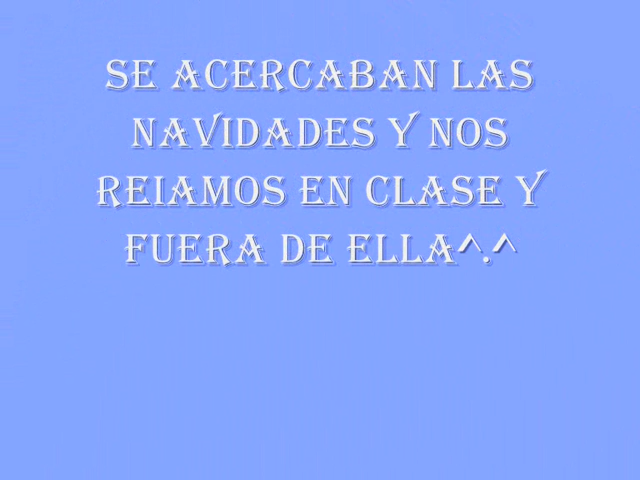 SE ACERCABAN LAS
NAVIDADES Y NOS
REIAMOS EN CLASE Y
FUERA DE ELLA^.^